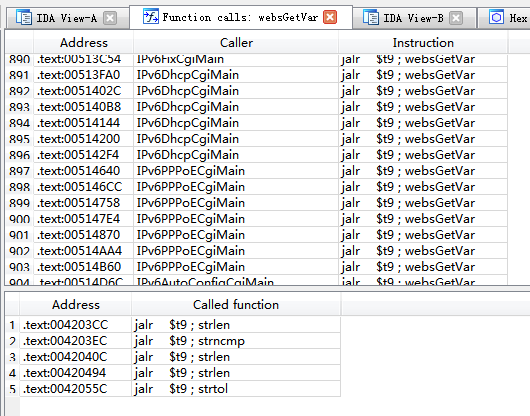 IDA View-A Function calls: websGetVar IDA View-B Hex
Address Caller Instruction
890 .text:00513C54 IPv6FixCgiMain jalr $t9 ; websGetVar
891 .text:00513FA0 IPv6DhcpCgiMain jalr $t9 ; websGetVar
892 .text:0051402C IPv6DhcpCgiMain jalr $t9 ; websGetVar
893 .text:005140B8 IPv6DhcpCgiMain jalr $t9 ; websGetVar
894 .text:00514144 IPv6DhcpCgiMain jalr $t9 ; websGetVar
895 .text:00514200 IPv6DhcpCgiMain jalr $t9 ; websGetVar
896 .text:005142F4 IPv6DhcpCgiMain jalr $t9 ; websGetVar
897 .text:00514640 IPv6PPPoECgiMain jalr $t9 ; websGetVar
898 .text:005146CC IPv6PPPoECgiMain jalr $t9 ; websGetVar
899 .text:00514758 IPv6PPPoECgiMain jalr $t9 ; websGetVar
900 .text:005147E4 IPv6PPPoECgiMain jalr $t9 ; websGetVar
901 .text:00514870 IPv6PPPoECgiMain jalr $t9 ; websGetVar
902 .text:00514AA4 IPv6PPPoECgiMain jalr $t9 ; websGetVar
903 .text:00514B60 IPv6PPPoECgiMain jalr $t9 ; websGetVar
904 .text:00514D6C IPv6AutoConfigCgiMain jalr $t9 ; websGetVar
Address Called function
1 .text:004203CC jalr $t9 ; strlen
2 .text:004203EC jalr $t9 ; strncmp
3 .text:0042040C jalr $t9 ; strlen
4 .text:00420494 jalr $t9 ; strlen
5 .text:0042055C jalr $t9 ; strtol